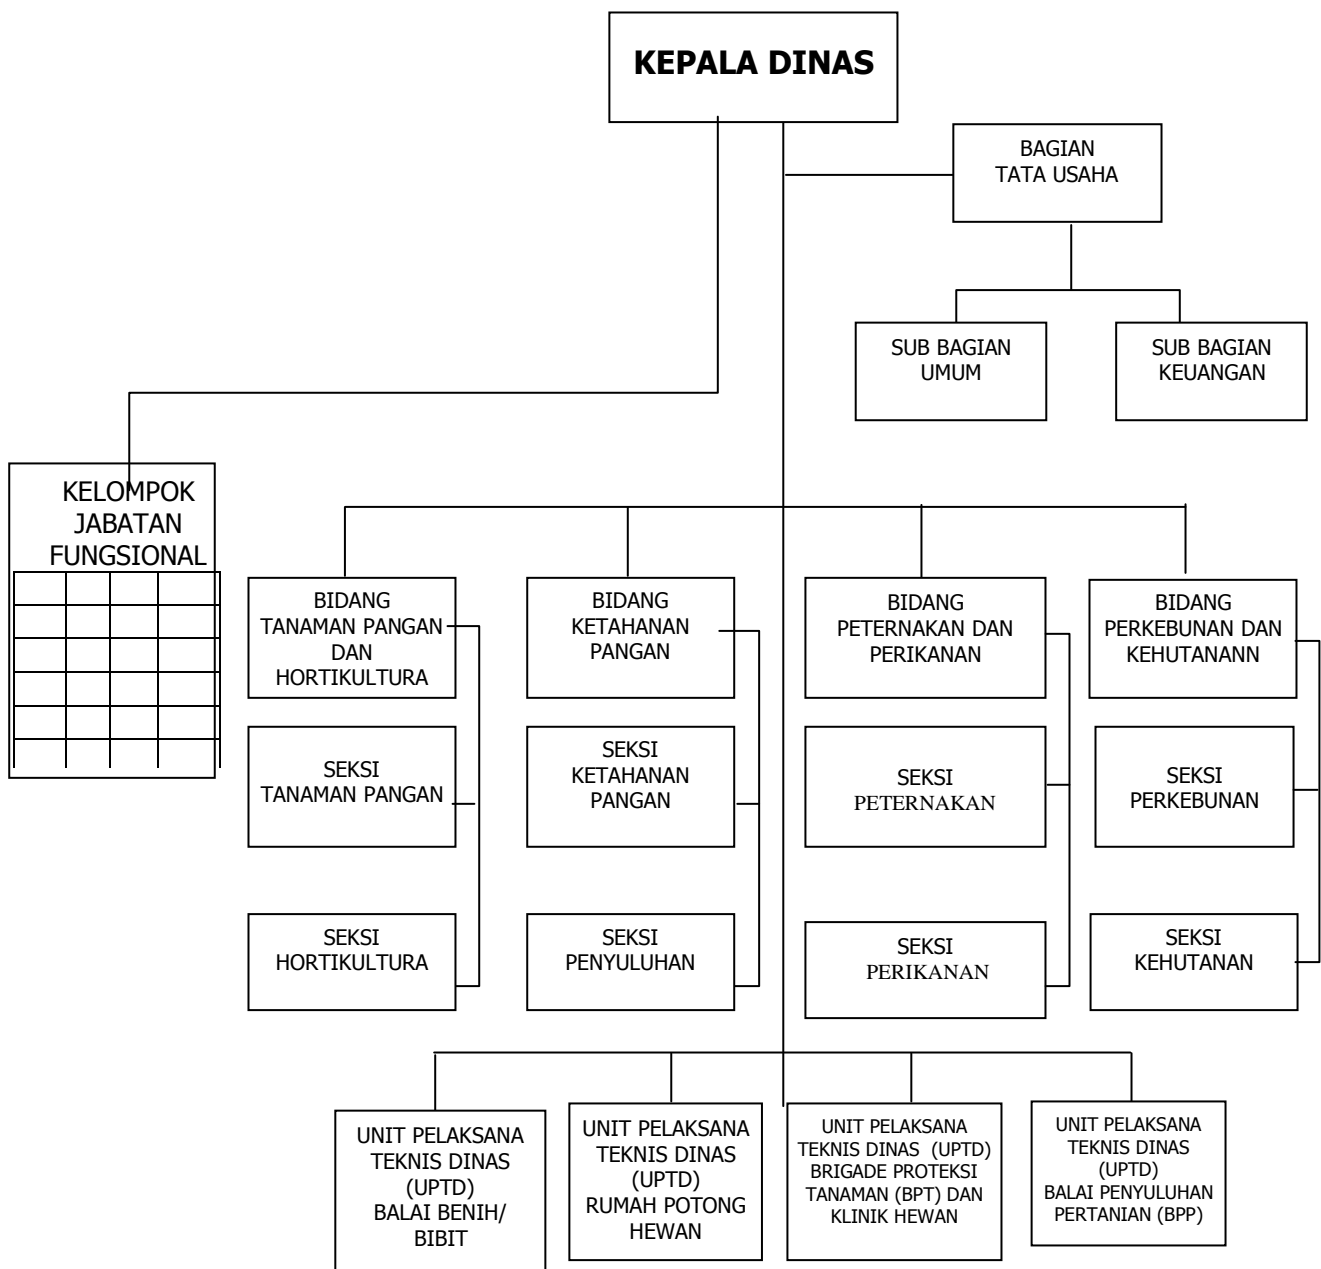 KEPALA DINAS
BAGIAN
TATA USAHA
SUB BAGIAN
UMUM
SUB BAGIAN
KEUANGAN
KELOMPOK
JABATAN
FUNGSIONAL
BIDANG
TANAMAN PANGAN
DAN
HORTIKULTURA
BIDANG
KETAHANAN
PANGAN
BIDANG
PETERNAKAN DAN
PERIKANAN
BIDANG
PERKEBUNAN DAN
KEHUTANANN
SEKSI
TANAMAN PANGAN
SEKSI
KETAHANAN
PANGAN
SEKSI
PETERNAKAN
SEKSI
PERKEBUNAN
SEKSI
HORTIKULTURA
SEKSI
PENYULUHAN
SEKSI
PERIKANAN
SEKSI
KEHUTANAN
UNIT PELAKSANA
TEKNIS DINAS
(UPTD)
BALAI BENIH/
BIBIT
UNIT PELAKSANA
TEKNIS DINAS
(UPTD)
RUMAH POTONG
HEWAN
UNIT PELAKSANA
TEKNIS DINAS (UPTD)
BRIGADE PROTEKSI
TANAMAN (BPT) DAN
KLINIK HEWAN
UNIT PELAKSANA
TEKNIS DINAS
(UPTD)
BALAI PENYULUHAN
PERTANIAN (BPP)